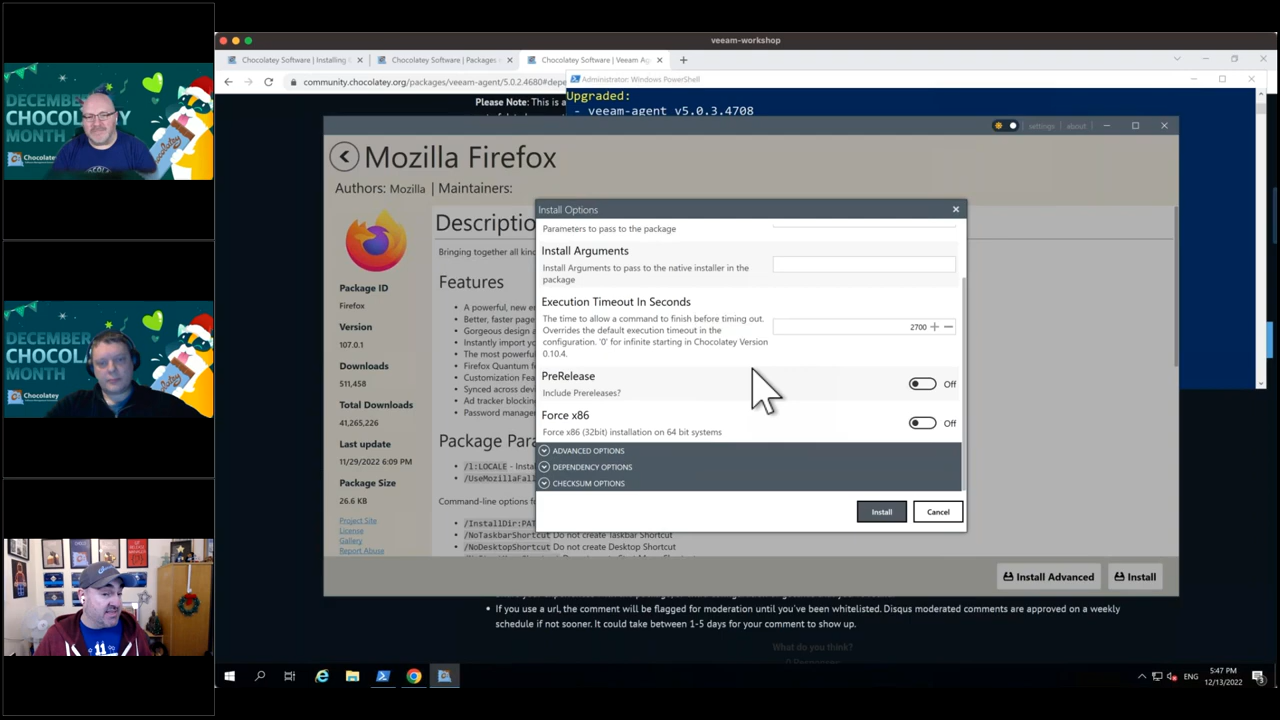 veeam-workshop
Chocolatey Software | Installing
Chocolatey Software | Packages
Chocolatey Software | Veeam Ag
community.chocolatey.org/packages/veeam-agent/5.0.2.4680#depe
Administrator: Windows PowerShell
Please Note: This is a
Upgraded:
- veeam-agent v5.0.3.4708
settings about
Mozilla Firefox
Authors: Mozilla | Maintainers:
Package ID
Firefox
Version
107.0.1
Downloads
511,458
Total Downloads
41,265,226
Last update
11/29/2022 6:09 PM
Package Size
26.6 KB
Project Site
License
Gallery
Report Abuse
Bringing together all kin
Features
A powerful, new e
Better, faster page
Gorgeous design a
Instantly import yo
The most powerful
Firefox Quantum f
Customization Fea
Synced across devi
Ad tracker blocking
Password manage
/l:LOCALE - Insta
/UseMozillaFal
Command-line options fo
/InstallDir:PAT
/NoTaskbarShortcut Do not create Taskbar Shortcut
/NoDesktopShortcut Do not create Desktop Shortcut
Install Options
Parameters to pass to the package
Install Arguments
Install Arguments to pass to the native installer in the
package
Execution Timeout In Seconds
The time to allow a command to finish before timing out.
Overrides the default execution timeout in the
configuration. '0' for infinite starting in Chocolatey Version
0.10.4.
2700
PreRelease
Include Prereleases?
Off
Force x86
Force x86 (32bit) installation on 64 bit systems
Off
ADVANCED OPTIONS
DEPENDENCY OPTIONS
CHECKSUM OPTIONS
Install
Cancel
Install Advanced
Install
If you use a url, the comment will be flagged for moderation until you've been whitelisted. Disqus moderated comments are approved on a weekly
schedule if not sooner. It could take between 1-5 days for your comment to show up.
What do you think?
ENG
5:47 PM
12/13/2022
DECEMBER
CHOCOLATEY
MONTH
Chocolatey
DECEMBER
CHOCOL
MONTH
Chocolatey